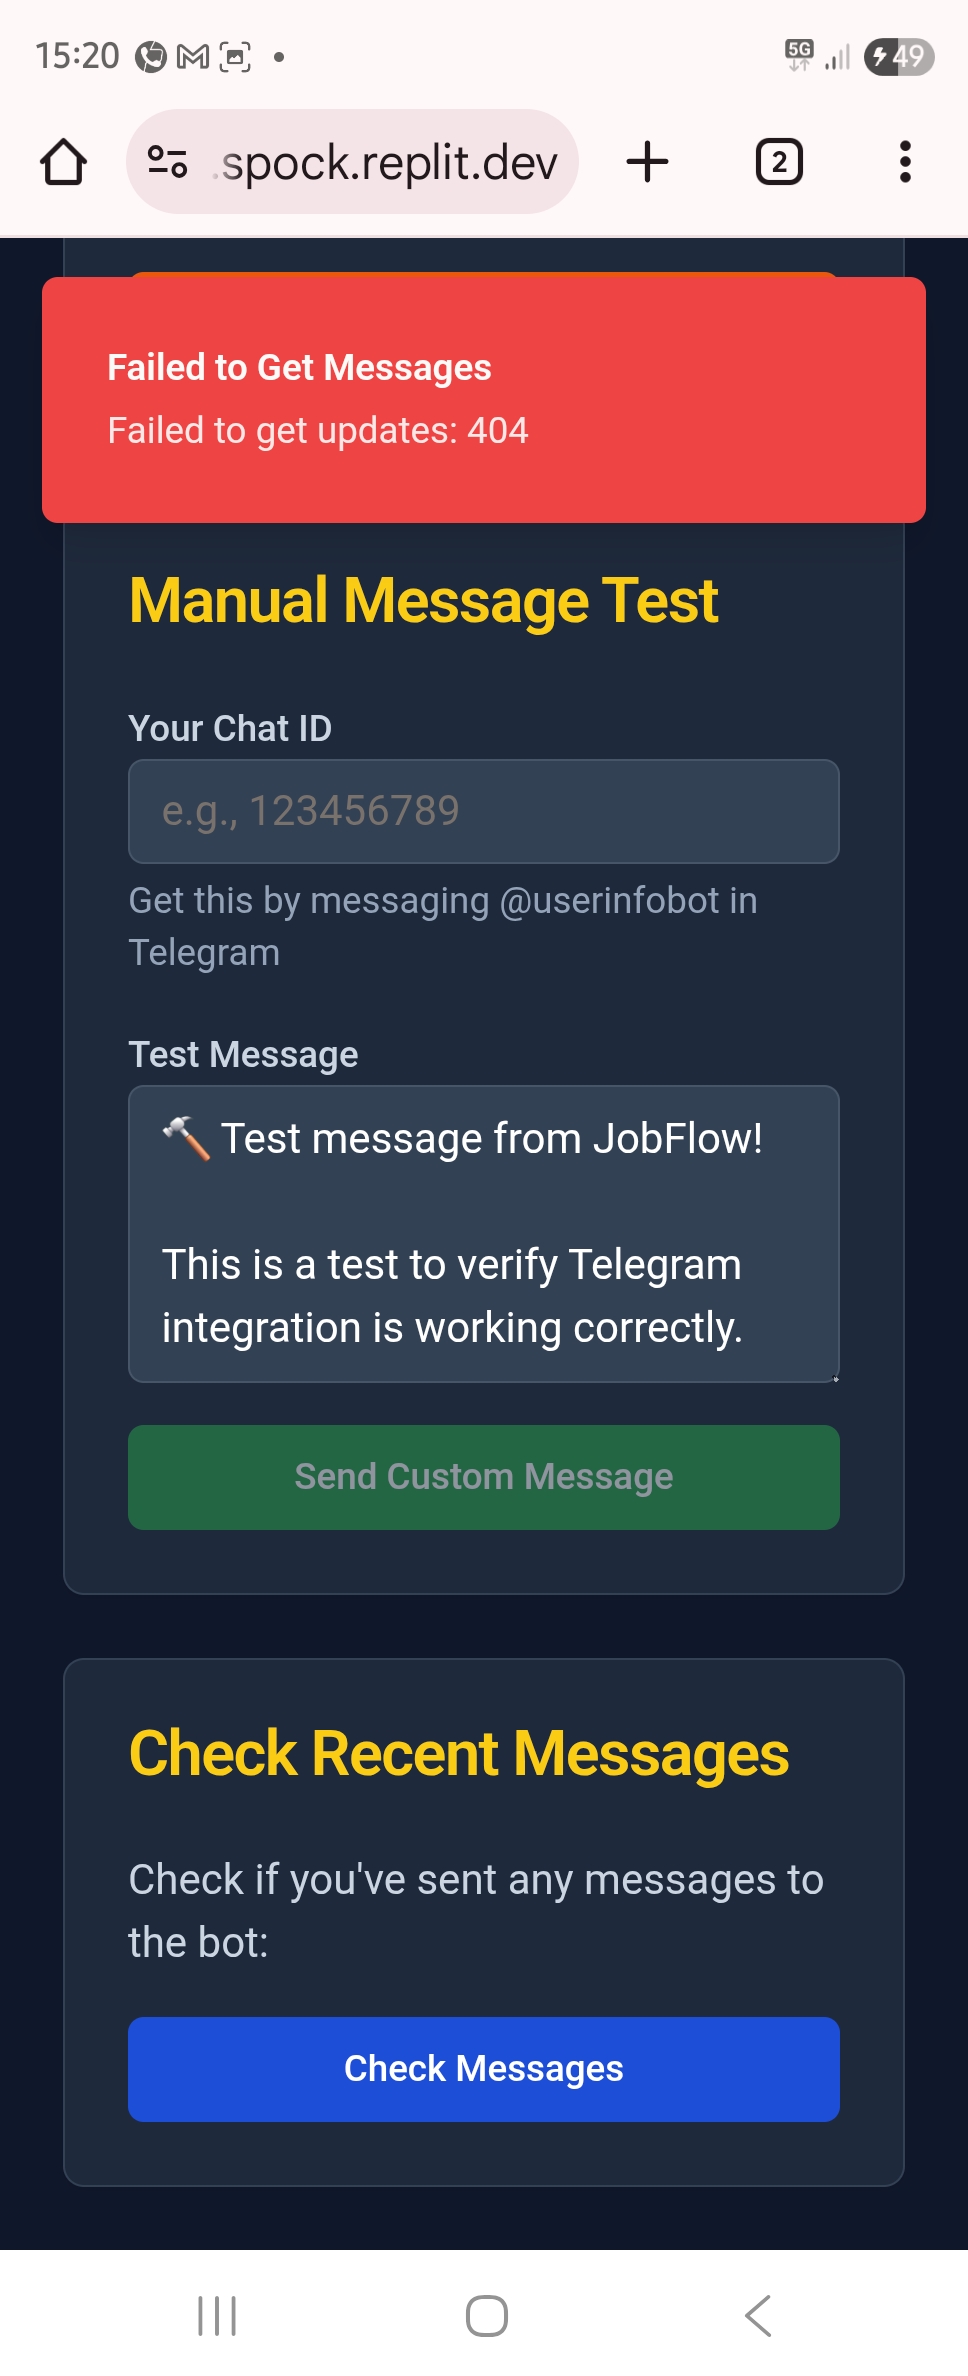 15:20
5G
49
.spock.replit.dev
2
Failed to Get Messages
Failed to get updates: 404
Manual Message Test
Your Chat ID
e.g., 123456789
Get this by messaging @userinfobot in
Telegram
Test Message
🔨 Test message from JobFlow!
This is a test to verify Telegram
integration is working correctly.
Send Custom Message
Check Recent Messages
Check if you've sent any messages to
the bot:
Check Messages